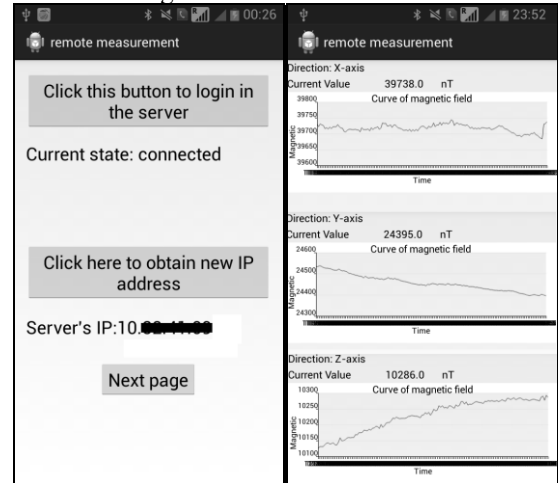 00:26
remote measurement
Click this button to login in
the server
Current state: connected
Click here to obtain new IP
address
Server's IP:10.
Next page
23:52
remote measurement
Direction: X-axis
Current Value 39738.0 nT
Curve of magnetic field
39800
39750
39700
39650
39600
Magnetic
Time
Direction: Y-axis
Current Value 24395.0 nT
Curve of magnetic field
24600
24500
24400
24300
Magnetic
Time
Direction: Z-axis
Current Value 10286.0 nT
Curve of magnetic field
10300
10250
10200
10150
10100
Magnetic
Time